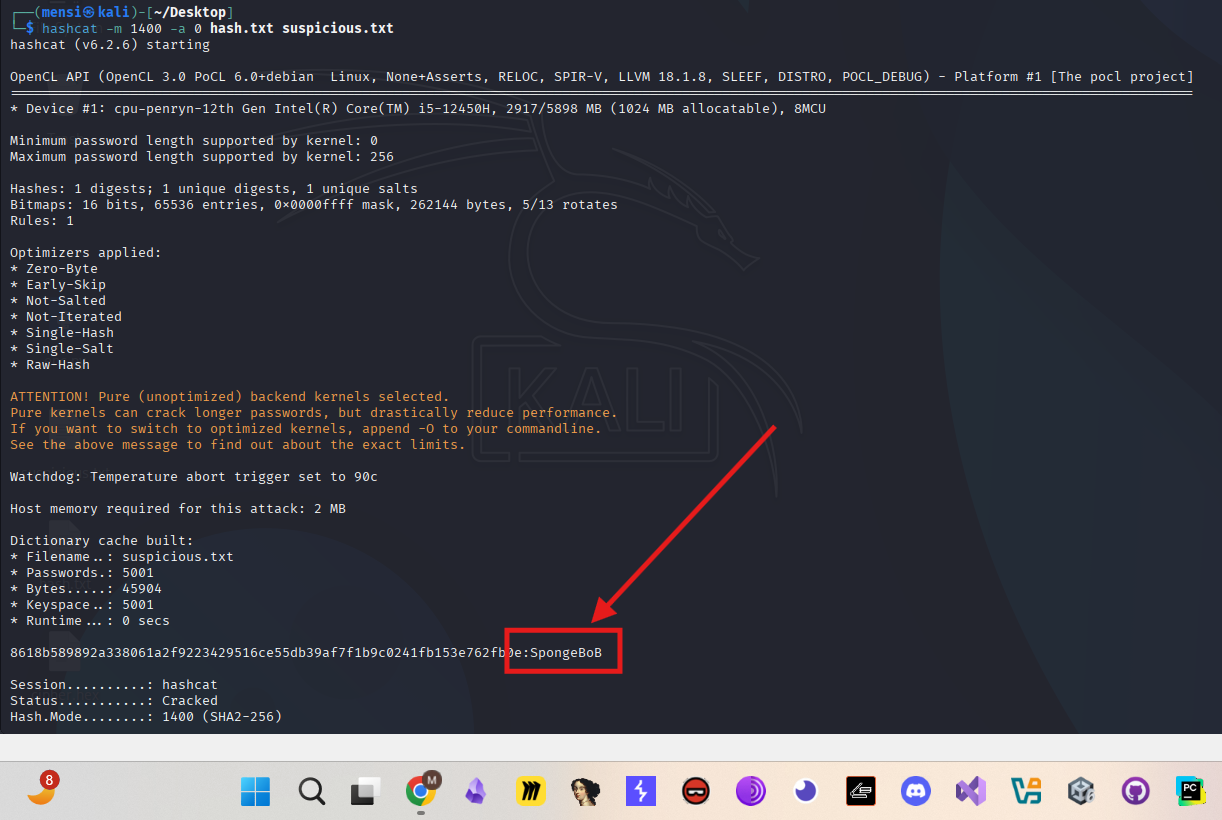 ┌──(mensi㉿kali)-[~/Desktop]
└─$ hashcat -m 1400 -a 0 hash.txt suspicious.txt
hashcat (v6.2.6) starting
OpenCL API (OpenCL 3.0 PoCL 6.0+debian  Linux, None+Asserts, RELOC, SPIR-V, LLVM 18.1.8, SLEEF, DISTRO, POCL_DEBUG) - Platform #1 [The pocl project]
* Device #1: cpu-penryn-12th Gen Intel(R) Core(TM) i5-12450H, 2917/5898 MB (1024 MB allocatable), 8MCU
Minimum password length supported by kernel: 0
Maximum password length supported by kernel: 256
Hashes: 1 digests; 1 unique digests, 1 unique salts
Bitmaps: 16 bits, 65536 entries, 0×0000ffff mask, 262144 bytes, 5/13 rotates
Rules: 1
Optimizers applied:
* Zero-Byte
* Early-Skip
* Not-Salted
* Not-Iterated
* Single-Hash
* Single-Salt
* Raw-Hash
ATTENTION! Pure (unoptimized) backend kernels selected.
Pure kernels can crack longer passwords, but drastically reduce performance.
If you want to switch to optimized kernels, append -O to your commandline.
See the above message to find out about the exact limits.
Watchdog: Temperature abort trigger set to 90c
Host memory required for this attack: 2 MB
Dictionary cache built:
* Filename..: suspicious.txt
* Passwords.: 5001
* Bytes.....: 45904
* Keyspace..: 5001
* Runtime...: 0 secs
8618b589892a338061a2f9223429516ce55db39af7f1b9c0241fb153e762fb0e:SpongeBoB
Session..........: hashcat
Status...........: Cracked
Hash.Mode........: 1400 (SHA2-256)
KALI
8
M
PC